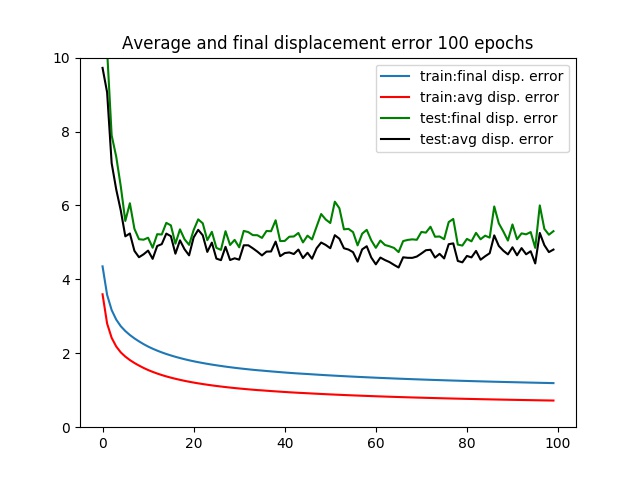 Average and final displacement error 100 epochs
train:final disp. error
train:avg disp. error
test:final disp. error
test:avg disp. error
10
8
6
4
2
0
0 20 40 60 80 100